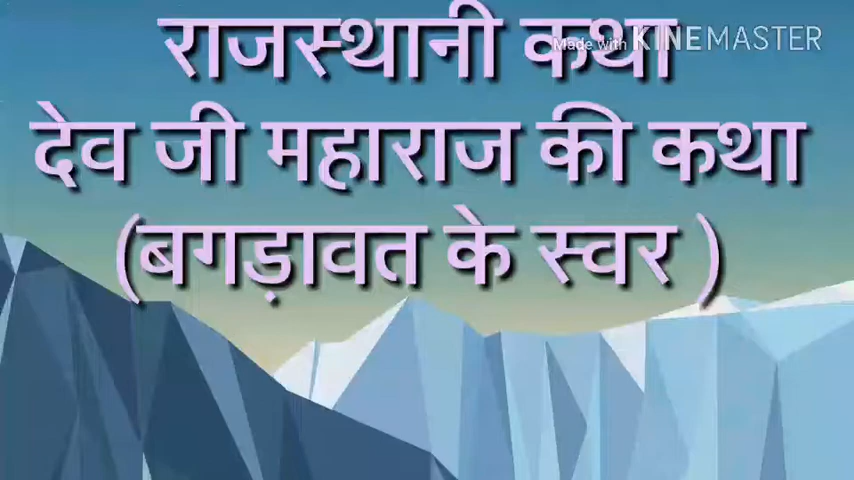 राजस्थानी कथा
Made with KINEMASTER
देव जी महाराज की कथा
(बगड़ावत के स्वर )